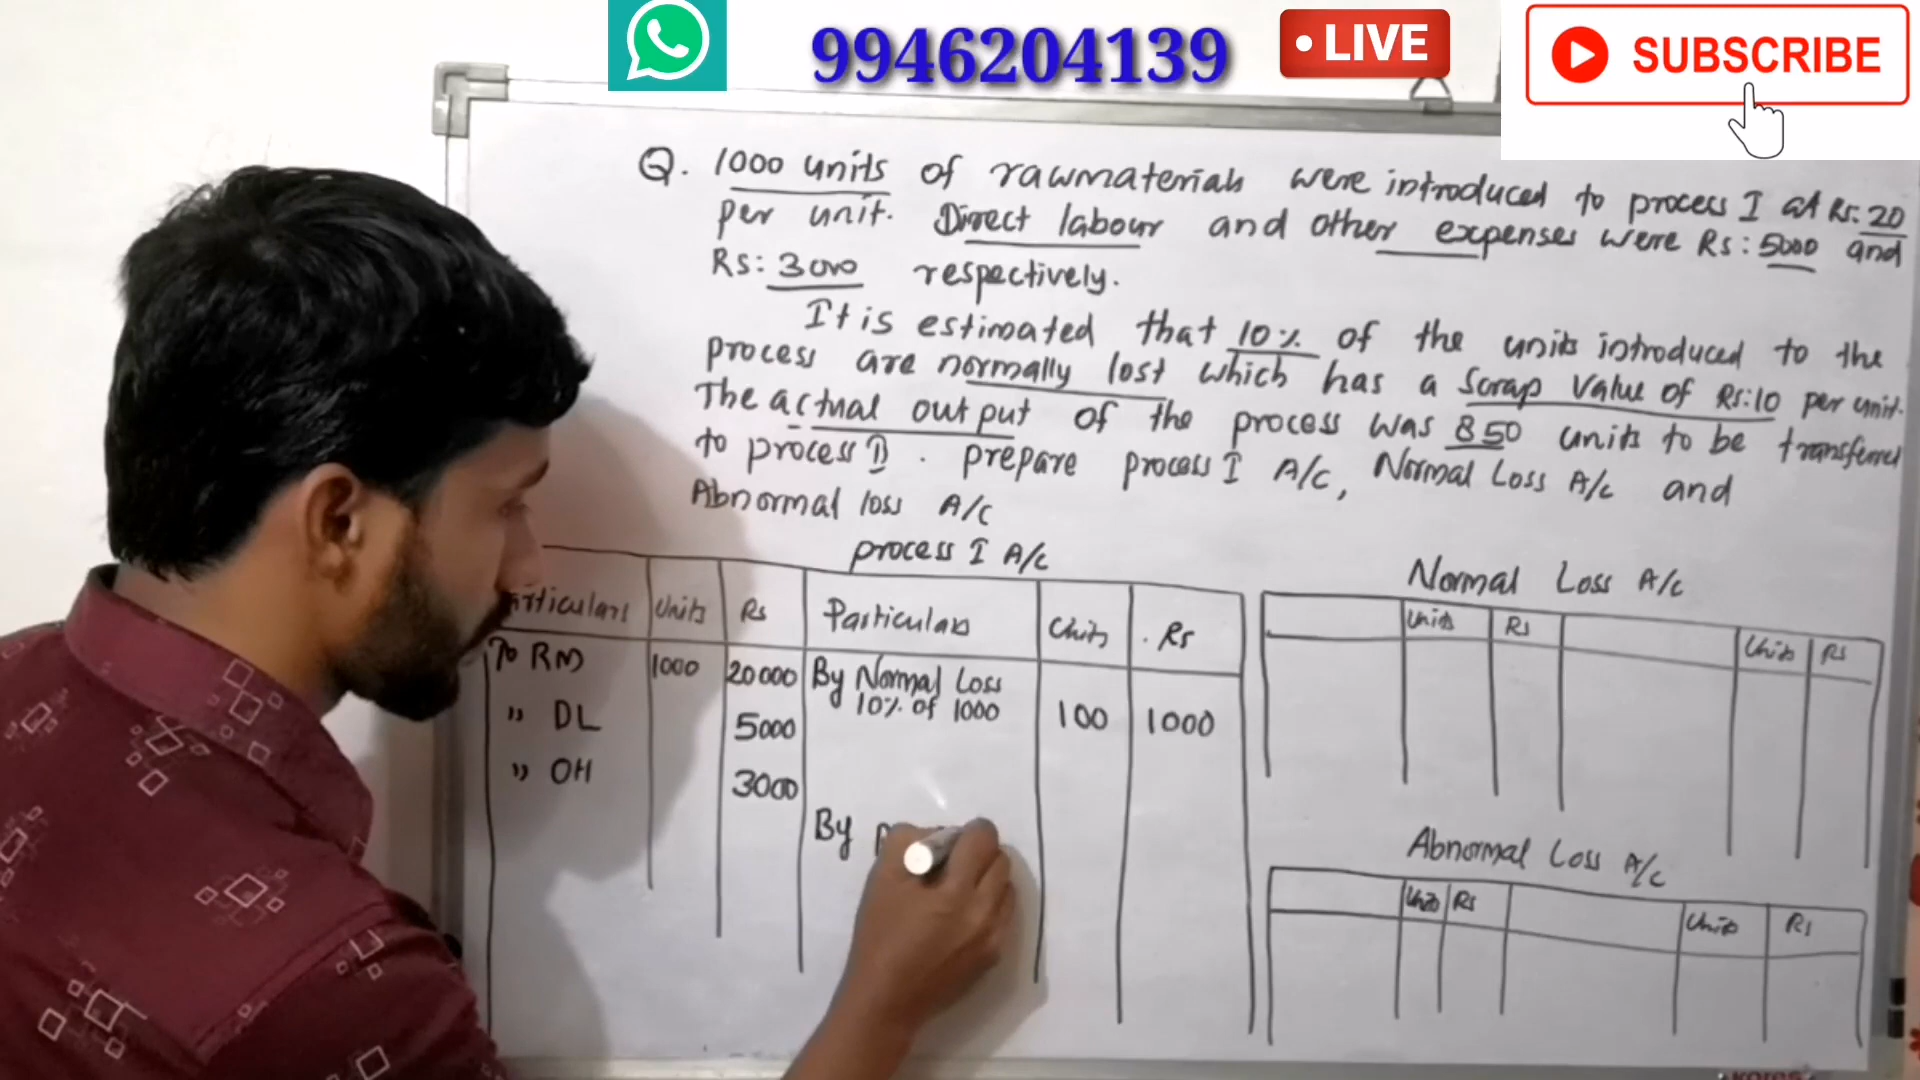 9946204139
LIVE
SUBSCRIBE
Q. 1000 units of rawmaterials were introduced to process I at Rs: 20
per unit. Direct labour and other expenses were Rs: 5000 and
Rs: 3000 respectively.
It is estimated that 10% of the units introduced to the
process are normally lost which has a scrap value of Rs:10 per unit.
The actual output of the process was 850 units to be transferred
to process II. prepare process I A/c, Normal Loss A/c and
Abnormal loss A/c
process I A/c
Particulars Units Rs Particulars Units Rs
To RM 1000 20000 By Normal Loss
10% of 1000 100 1000
" DL 5000
" OH 3000
By
Normal Loss A/c
Units Rs Units Rs
Abnormal Loss A/c
Units Rs Units Rs